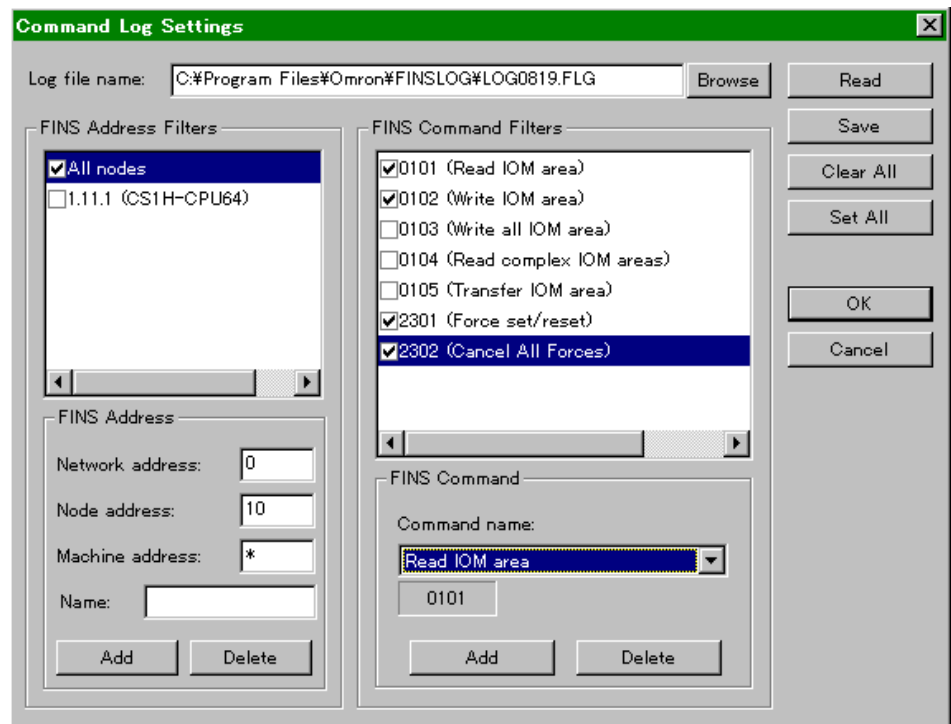 Command Log Settings
Log file name: C:¥Program Files¥Omron¥FINSLOG¥LOG0819.FLG Browse Read
Save
Clear All
Set All
OK
Cancel
FINS Address Filters
All nodes
1.11.1 (CS1H-CPU64)
FINS Address
Network address: 0
Node address: 10
Machine address: *
Name:
Add Delete
FINS Command Filters
0101 (Read IOM area)
0102 (Write IOM area)
0103 (Write all IOM area)
0104 (Read complex IOM areas)
0105 (Transfer IOM area)
2301 (Force set/reset)
2302 (Cancel All Forces)
FINS Command
Command name:
Read IOM area
0101
Add Delete